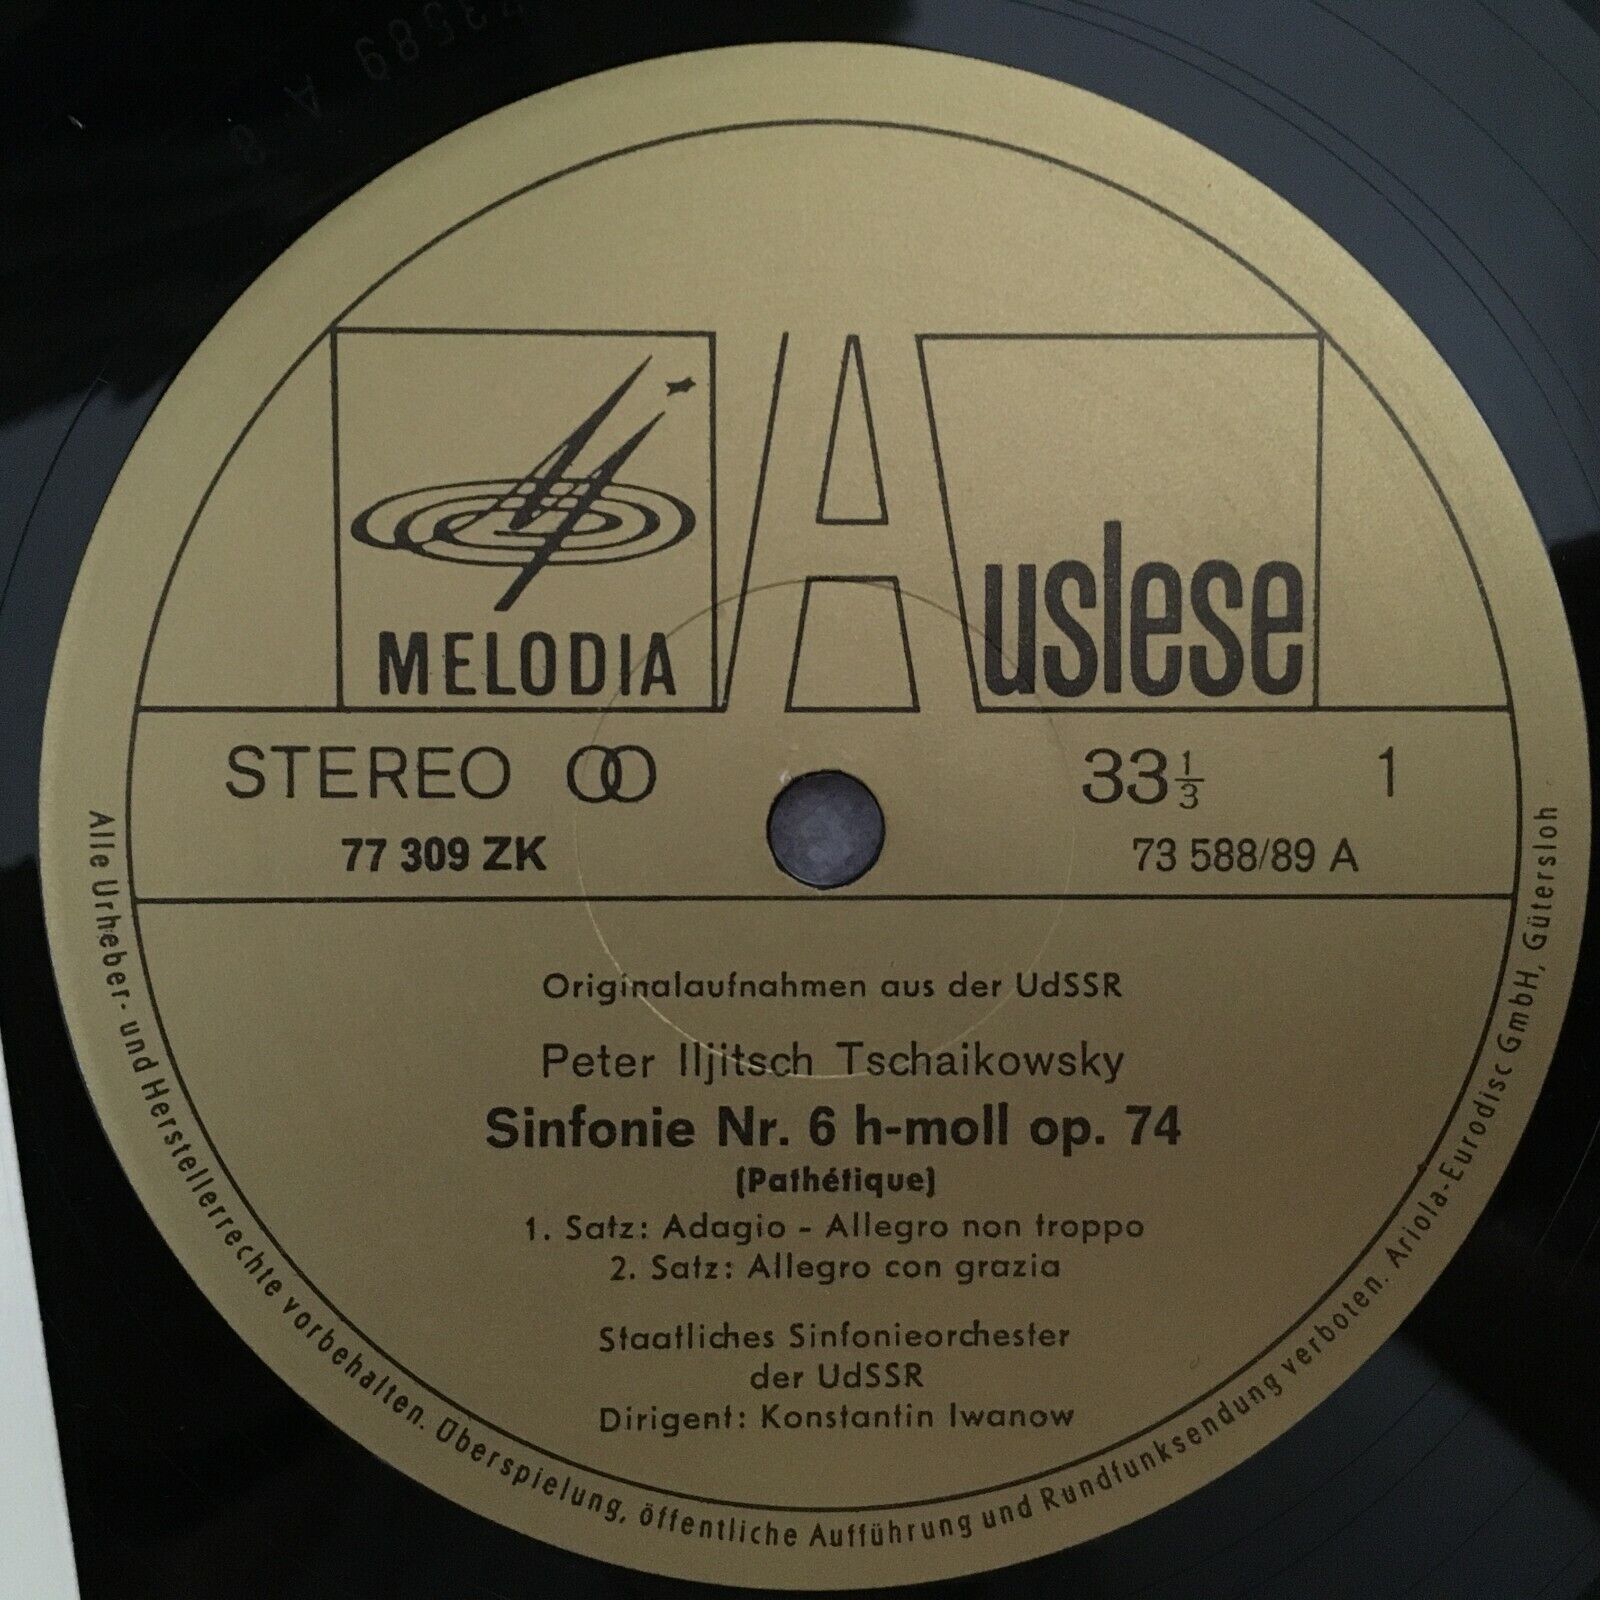 MELODIA
Auslese
STEREO
33 1/3
1
77 309 ZK
73 588/89 A
Originalaufnahmen aus der UdSSR
Peter Iljitsch Tschaikowsky
Sinfonie Nr. 6 h-moll op. 74
(Pathétique)
1. Satz: Adagio - Allegro non troppo
2. Satz: Allegro con grazia
Staatliches Sinfonieorchester
der UdSSR
Dirigent: Konstantin Iwanow
Alle Urheber- und Herstellerrechte vorbehalten. Überspielung, öffentliche Aufführung und Rundfunksendung verboten. Ariola-Eurodisc GmbH, Gütersloh